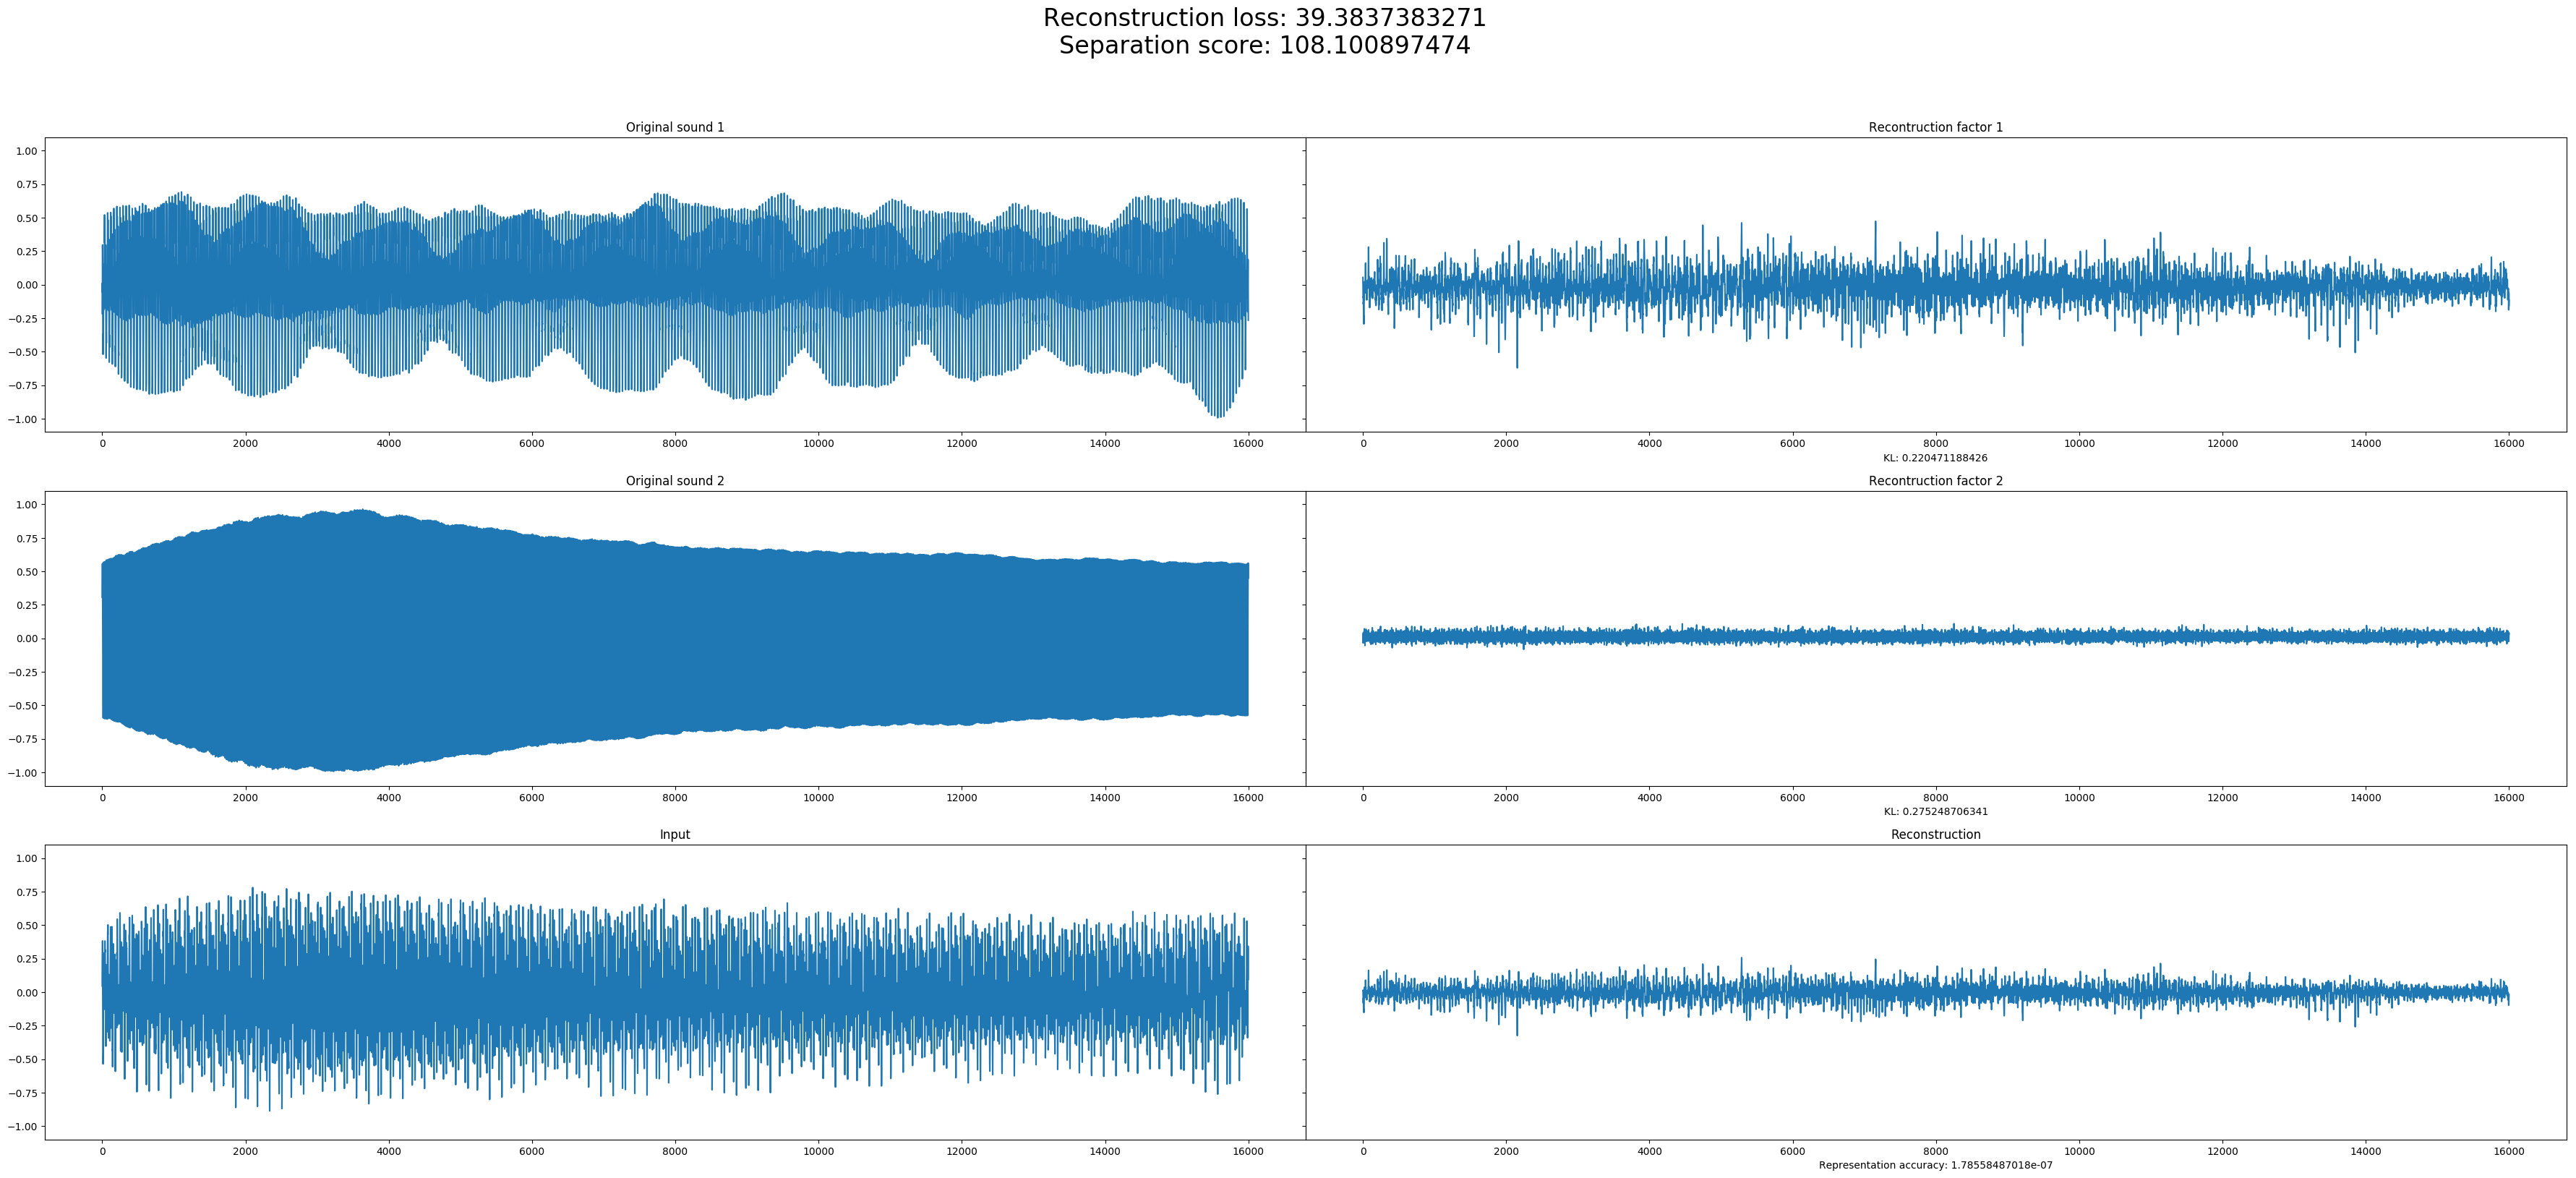 Reconstruction loss: 39.3837383271
Separation score: 108.100897474
Original sound 1
Recontruction factor 1
1.00
0.75
0.50
0.25
0.00
−0.25
−0.50
−0.75
−1.00
0 2000 4000 6000 8000 10000 12000 14000 16000
0 2000 4000 6000 8000 10000 12000 14000 16000
KL: 0.220471188426
Original sound 2
Recontruction factor 2
1.00
0.75
0.50
0.25
0.00
−0.25
−0.50
−0.75
−1.00
0 2000 4000 6000 8000 10000 12000 14000 16000
0 2000 4000 6000 8000 10000 12000 14000 16000
KL: 0.275248706341
Input
Reconstruction
1.00
0.75
0.50
0.25
0.00
−0.25
−0.50
−0.75
−1.00
0 2000 4000 6000 8000 10000 12000 14000 16000
0 2000 4000 6000 8000 10000 12000 14000 16000
Representation accuracy: 1.78558487018e-07